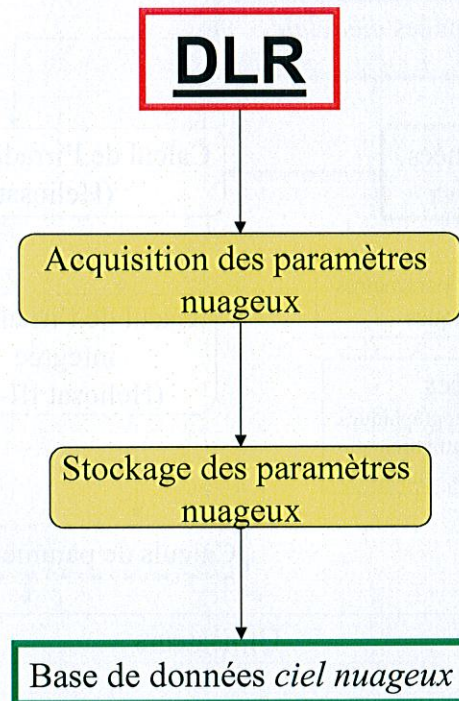 DLR
Acquisition des paramètres
nuageux
Stockage des paramètres
nuageux
Base de données ciel nuageux